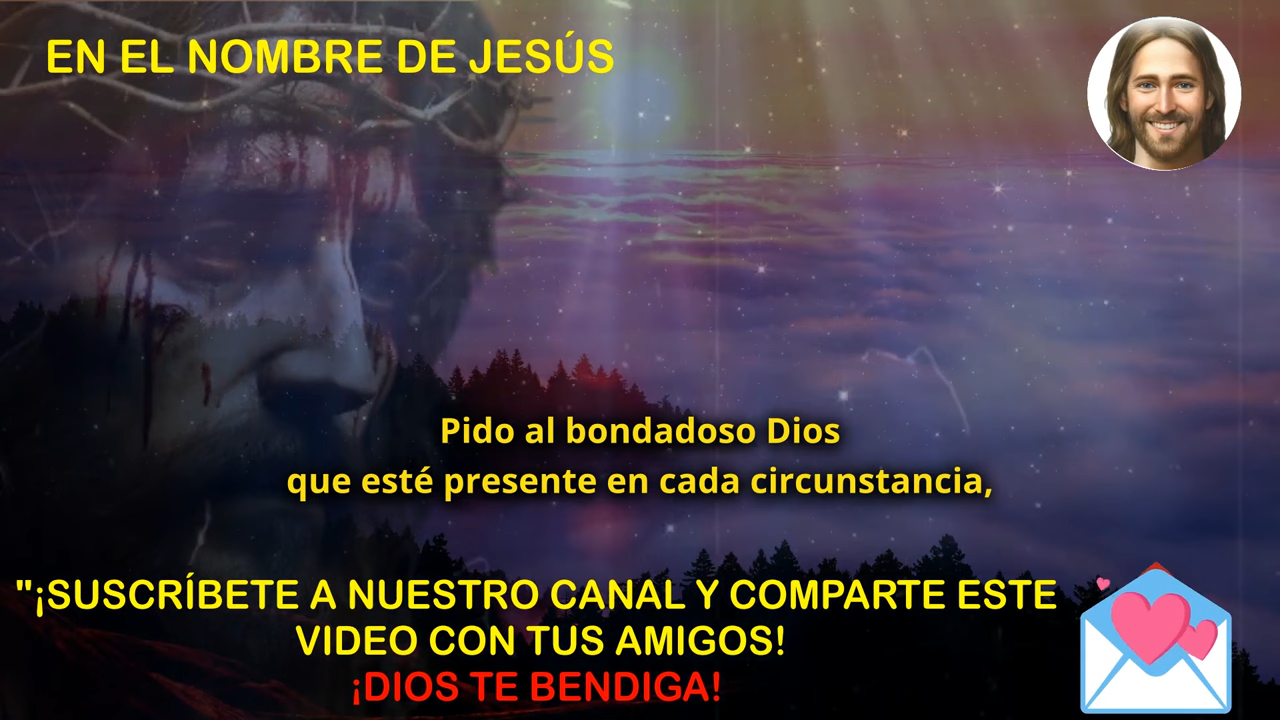 EN EL NOMBRE DE JESÚS
Pido al bondadoso Dios
que esté presente en cada circunstancia,
"¡SUSCRÍBETE A NUESTRO CANAL Y COMPARTE ESTE
VIDEO CON TUS AMIGOS!
¡DIOS TE BENDIGA!